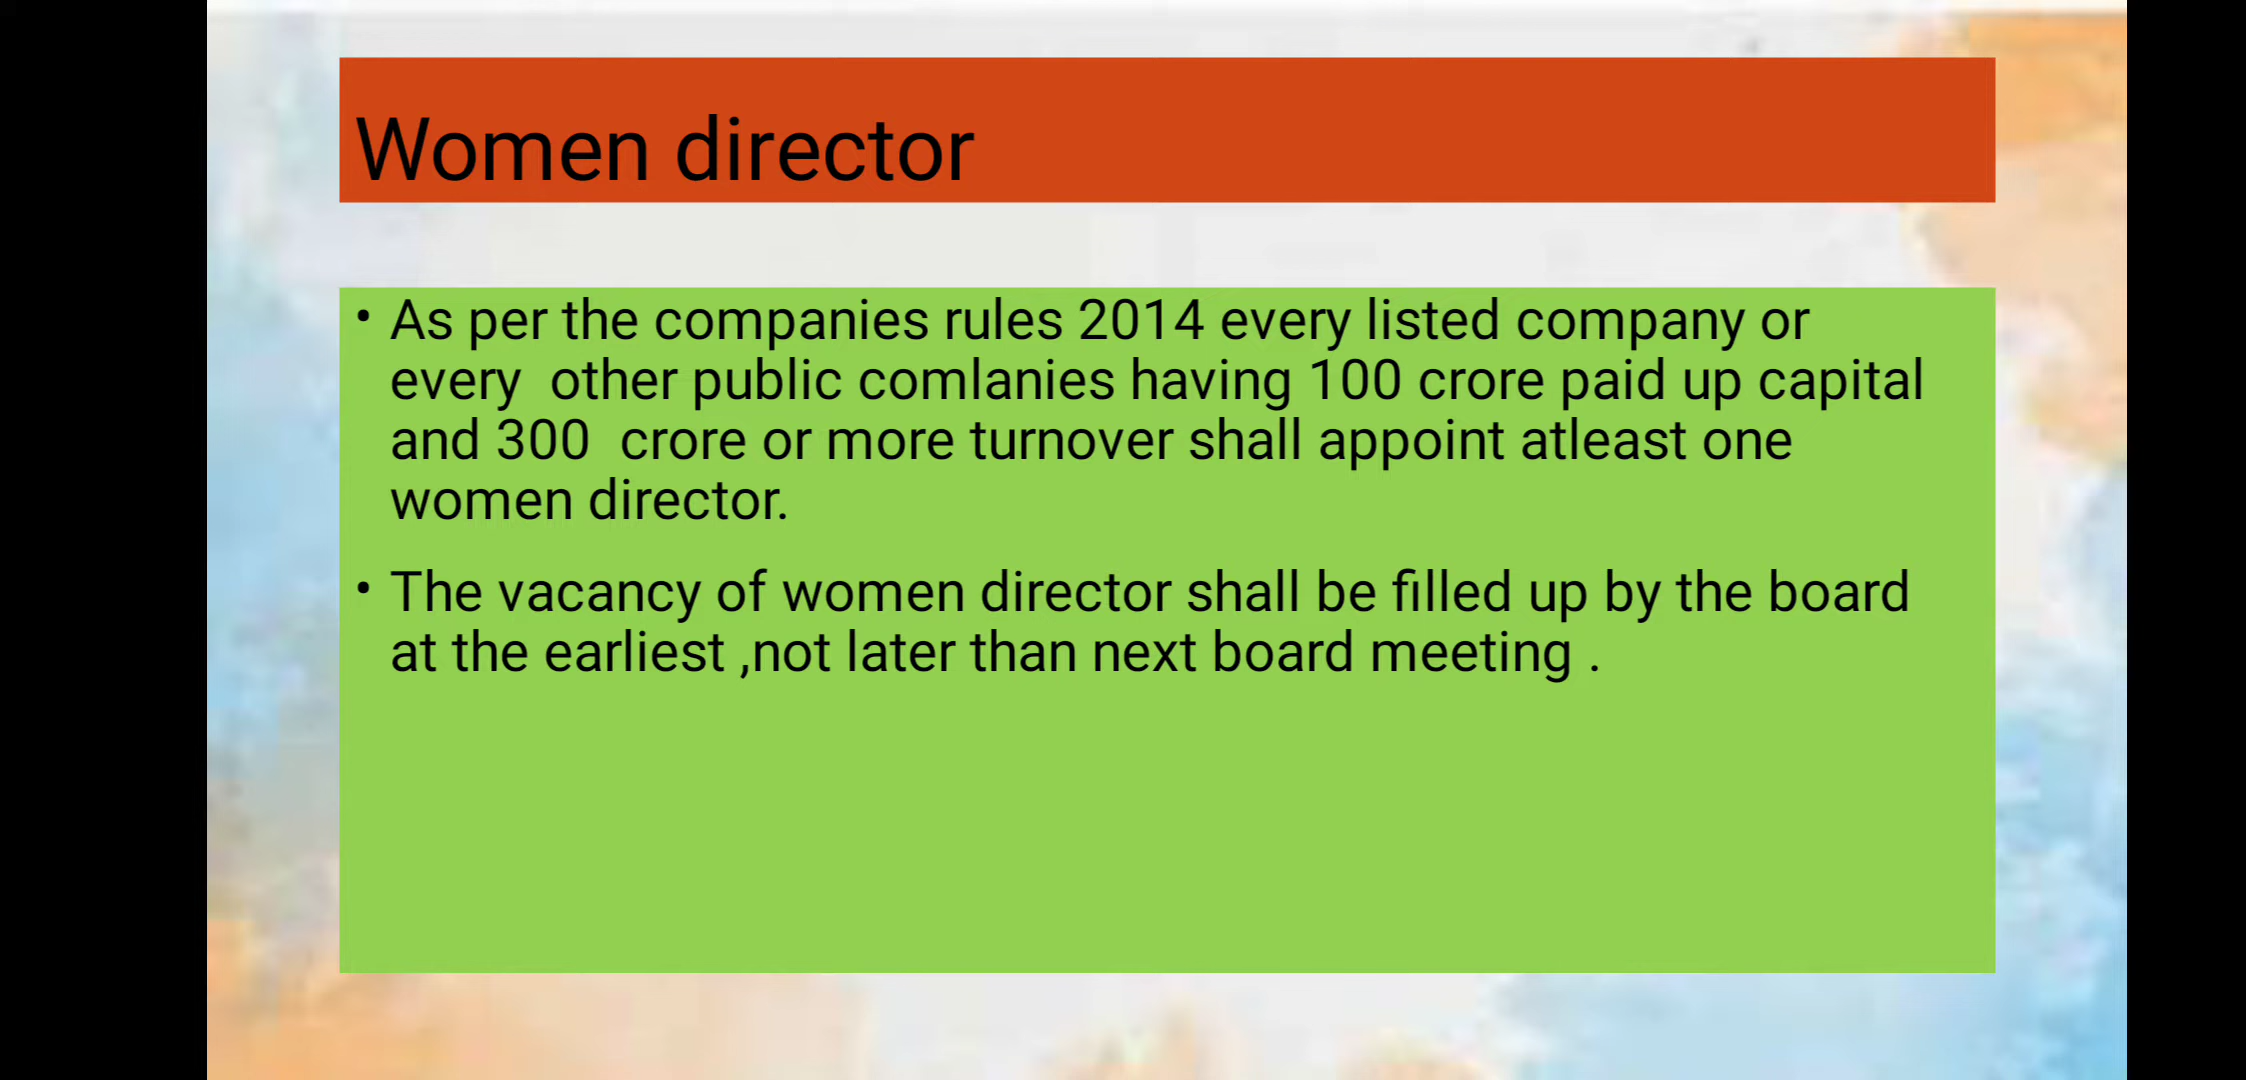 Women director
• As per the companies rules 2014 every listed company or
every other public comlanies having 100 crore paid up capital
and 300 crore or more turnover shall appoint atleast one
women director.
• The vacancy of women director shall be filled up by the board
at the earliest ,not later than next board meeting .